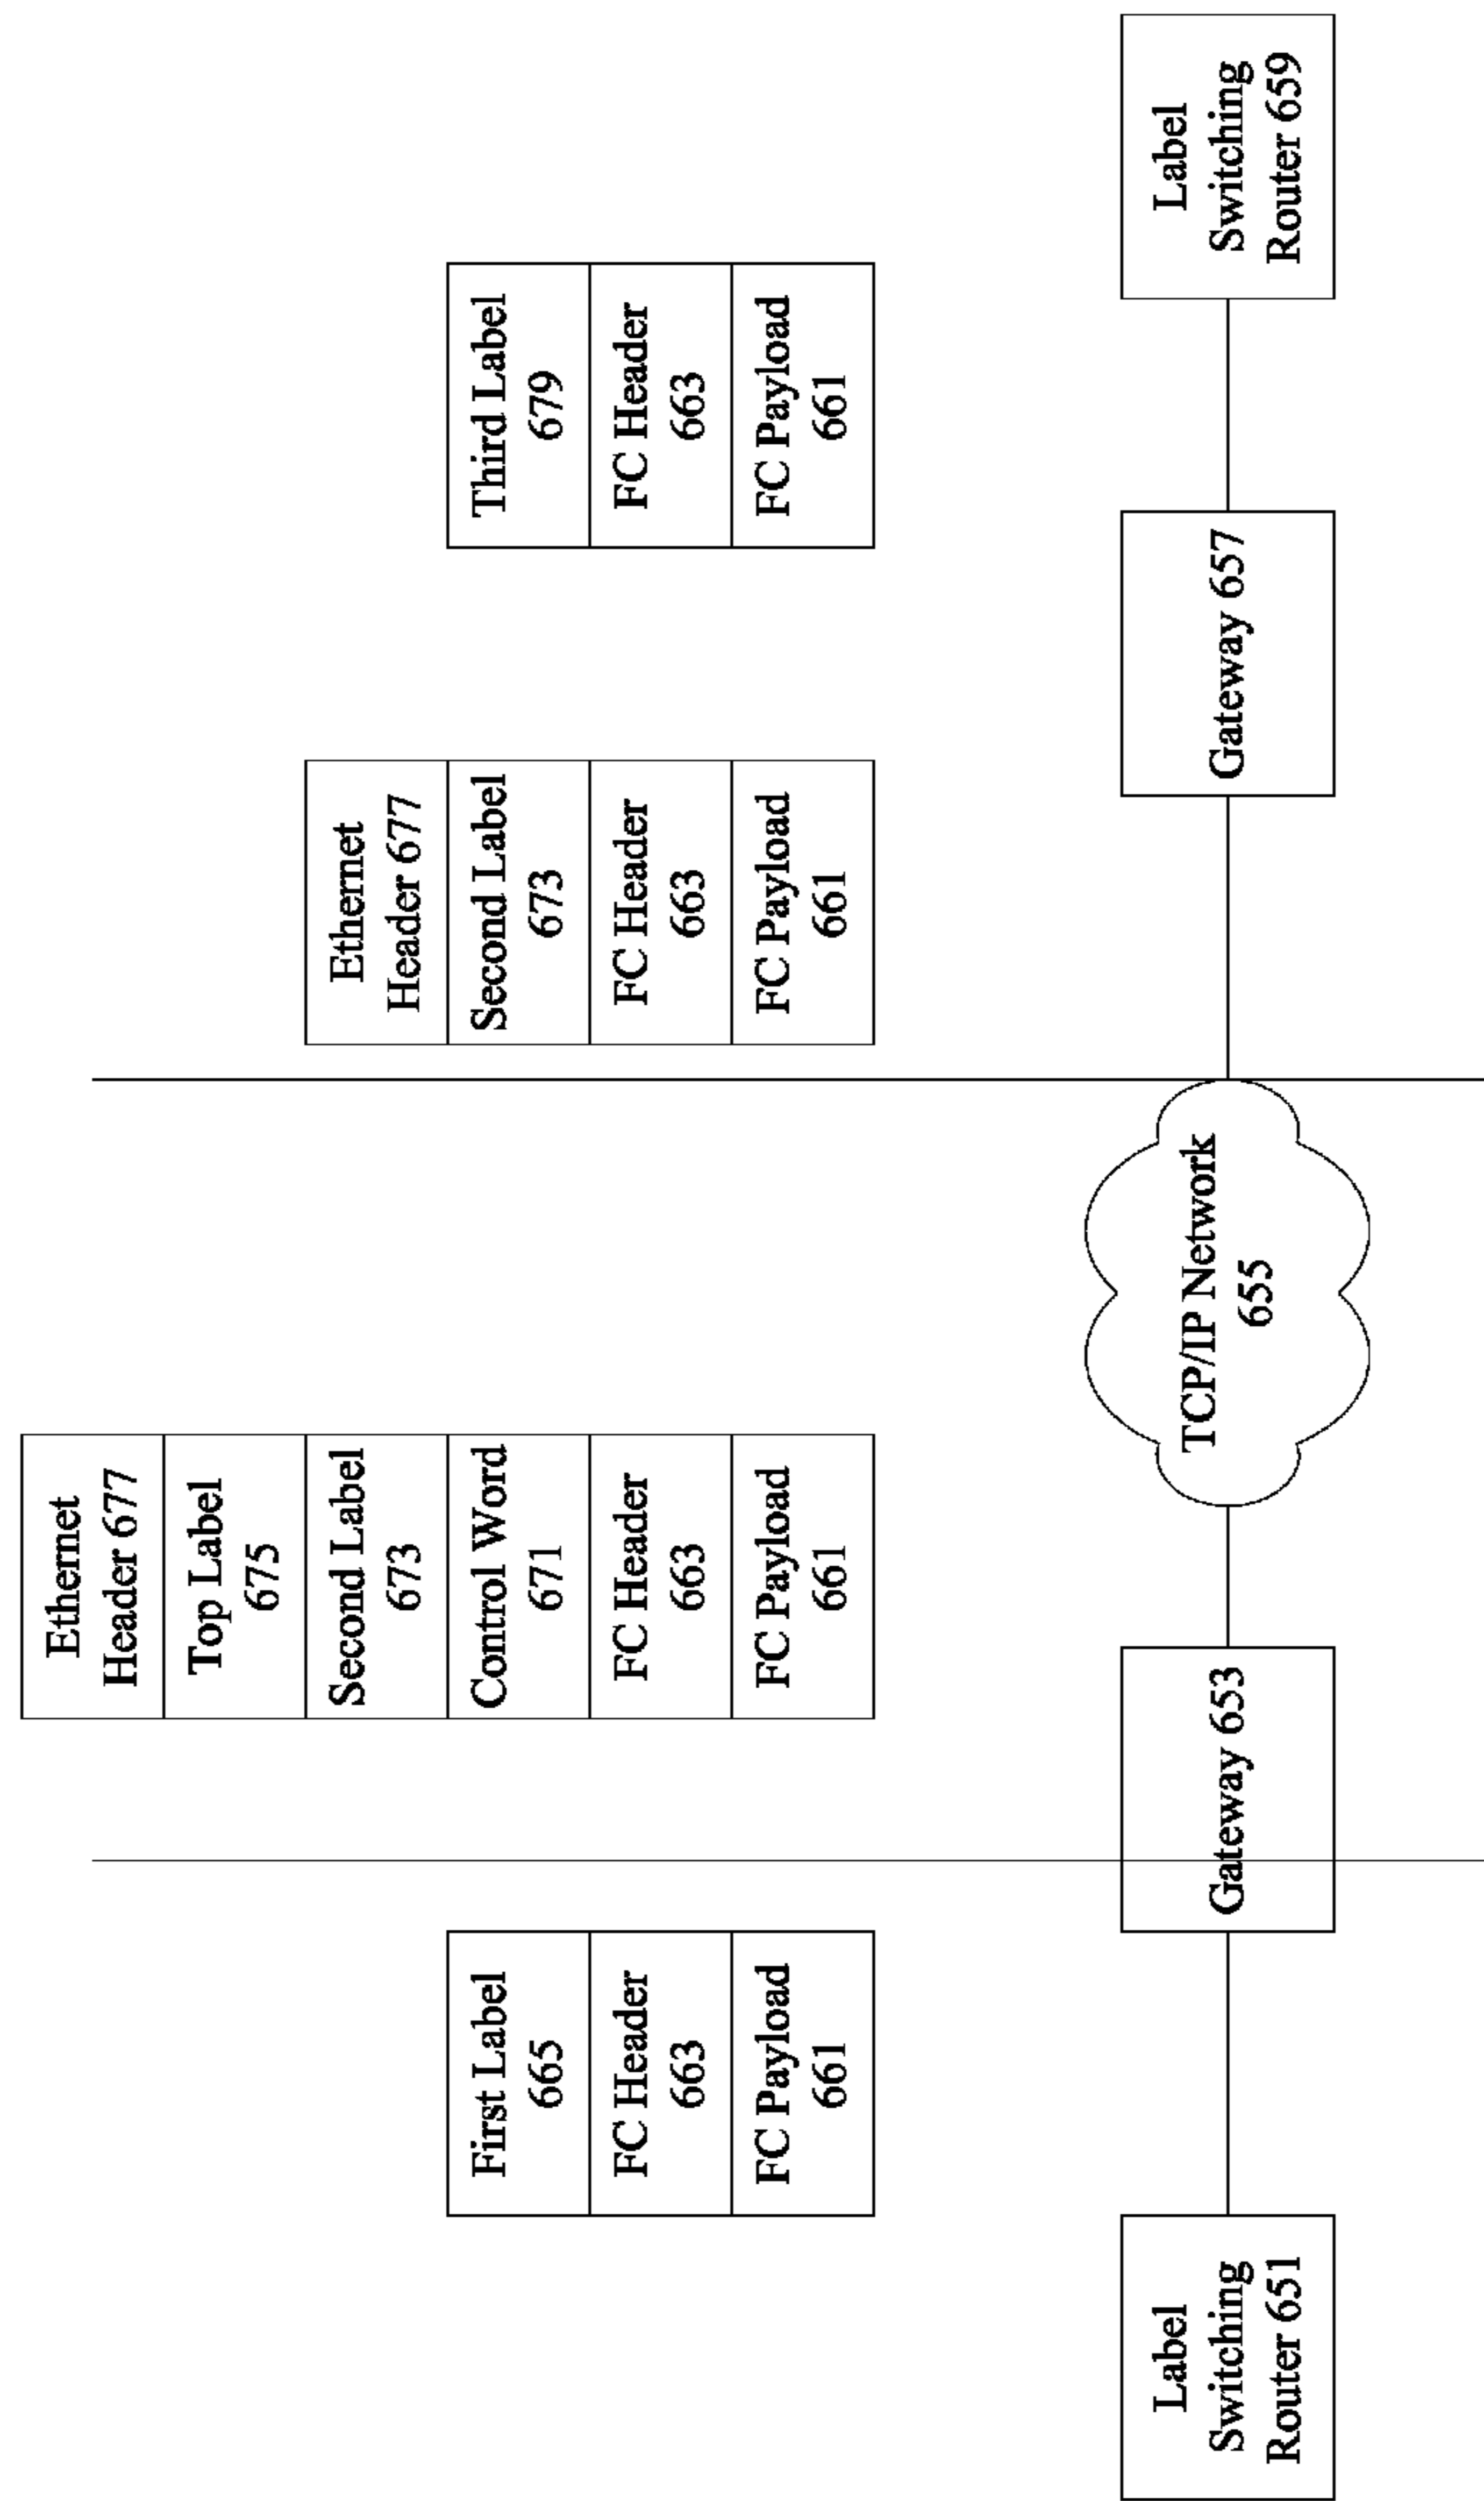 Ethernet
Header 677
Top Label
675
Second Label
673
Control Word
671
First Label
665
FC Header
663
FC Payload
661
FC Header
663
FC Payload
661
Ethernet
Header 677
Second Label
673
FC Header
663
FC Payload
661
Third Label
679
FC Header
663
FC Payload
661
Label
Switching
Router 651
Gateway 653
TCP/IP Network
655
Gateway 657
Label
Switching
Router 659